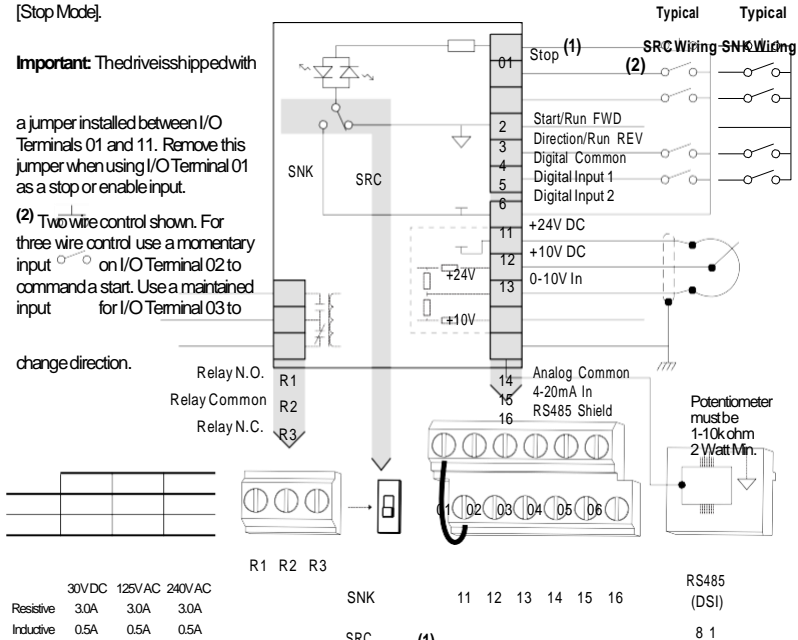 [Stop Mode].
Important: Thedriveisshippedwith
a jumper installed between I/O
Terminals 01 and 11. Remove this
jumper when using I/O Terminal 01
as a stop or enable input.
(2) Two wire control shown. For
three wire control use a momentary
input on I/O Terminal 02 to
command a start. Use a maintained
input for I/O Terminal 03 to
change direction.
Typical Typical
SRC Wiring SNK Wiring
01 Stop (1)
(2)
2 Start/Run FWD
3 Direction/Run REV
4 Digital Common
5 Digital Input 1
6 Digital Input 2
SNK
SRC
11 +24V DC
12 +10V DC
13 0-10V In
+24V
+10V
14 Analog Common
15 4-20mA In
16 RS485 Shield
Relay N.O. R1
Relay Common R2
Relay N.C. R3
Potentiometer
must be
1-10k ohm
2 Watt Min.
01 02 03 04 05 06
R1 R2 R3
30V DC 125V AC 240V AC
Resistive 3.0A 3.0A 3.0A
Inductive 0.5A 0.5A 0.5A
SNK
11 12 13 14 15 16
RS485
(DSI)
SRC (1)
8 1